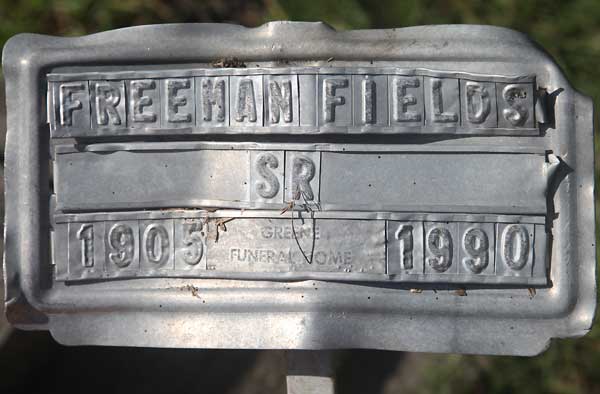 FREEMAN FIELDS
SR
1905 GREENE 1990
FUNERAL HOME